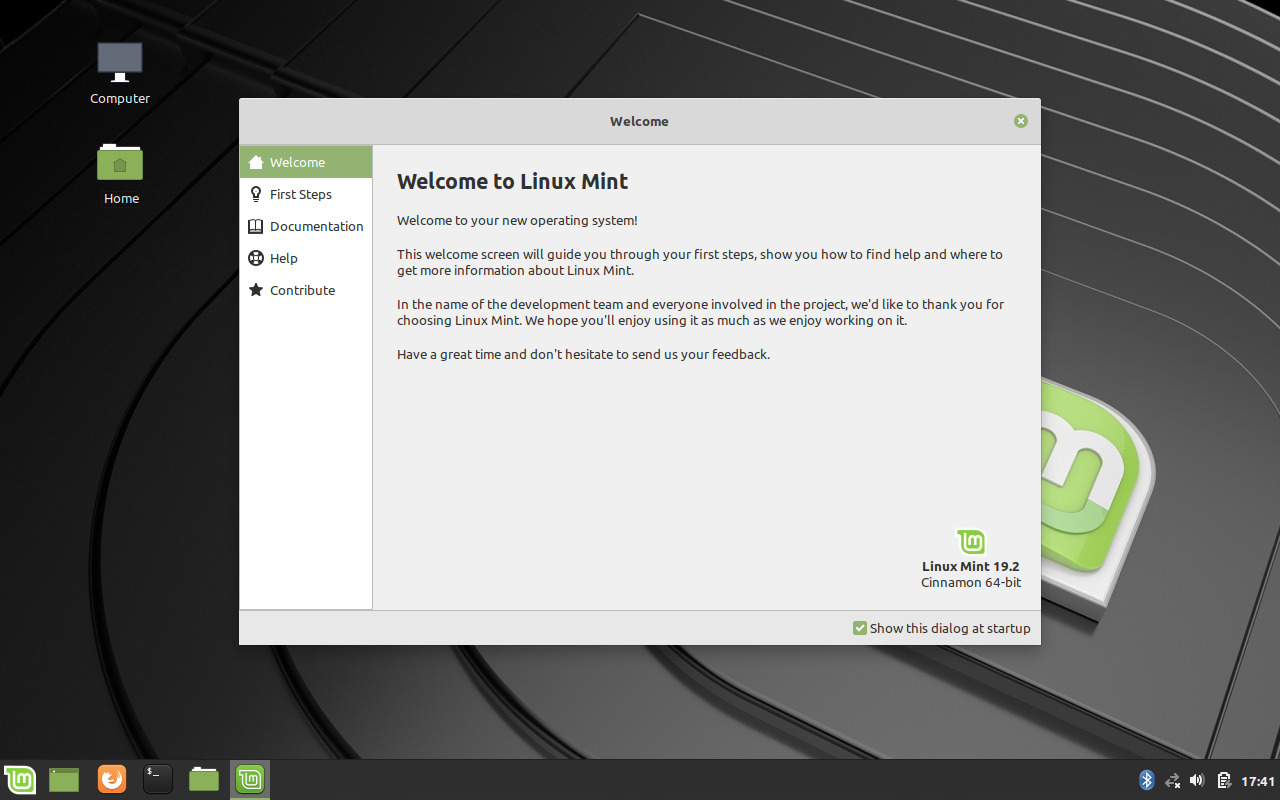 Computer
Home
Welcome
Welcome
First Steps
Documentation
Help
Contribute
Welcome to Linux Mint
Welcome to your new operating system!
This welcome screen will guide you through your first steps, show you how to find help and where to
get more information about Linux Mint.
In the name of the development team and everyone involved in the project, we'd like to thank you for
choosing Linux Mint. We hope you'll enjoy using it as much as we enjoy working on it.
Have a great time and don't hesitate to send us your feedback.
Linux Mint 19.2
Cinnamon 64-bit
Show this dialog at startup
$_
17:41